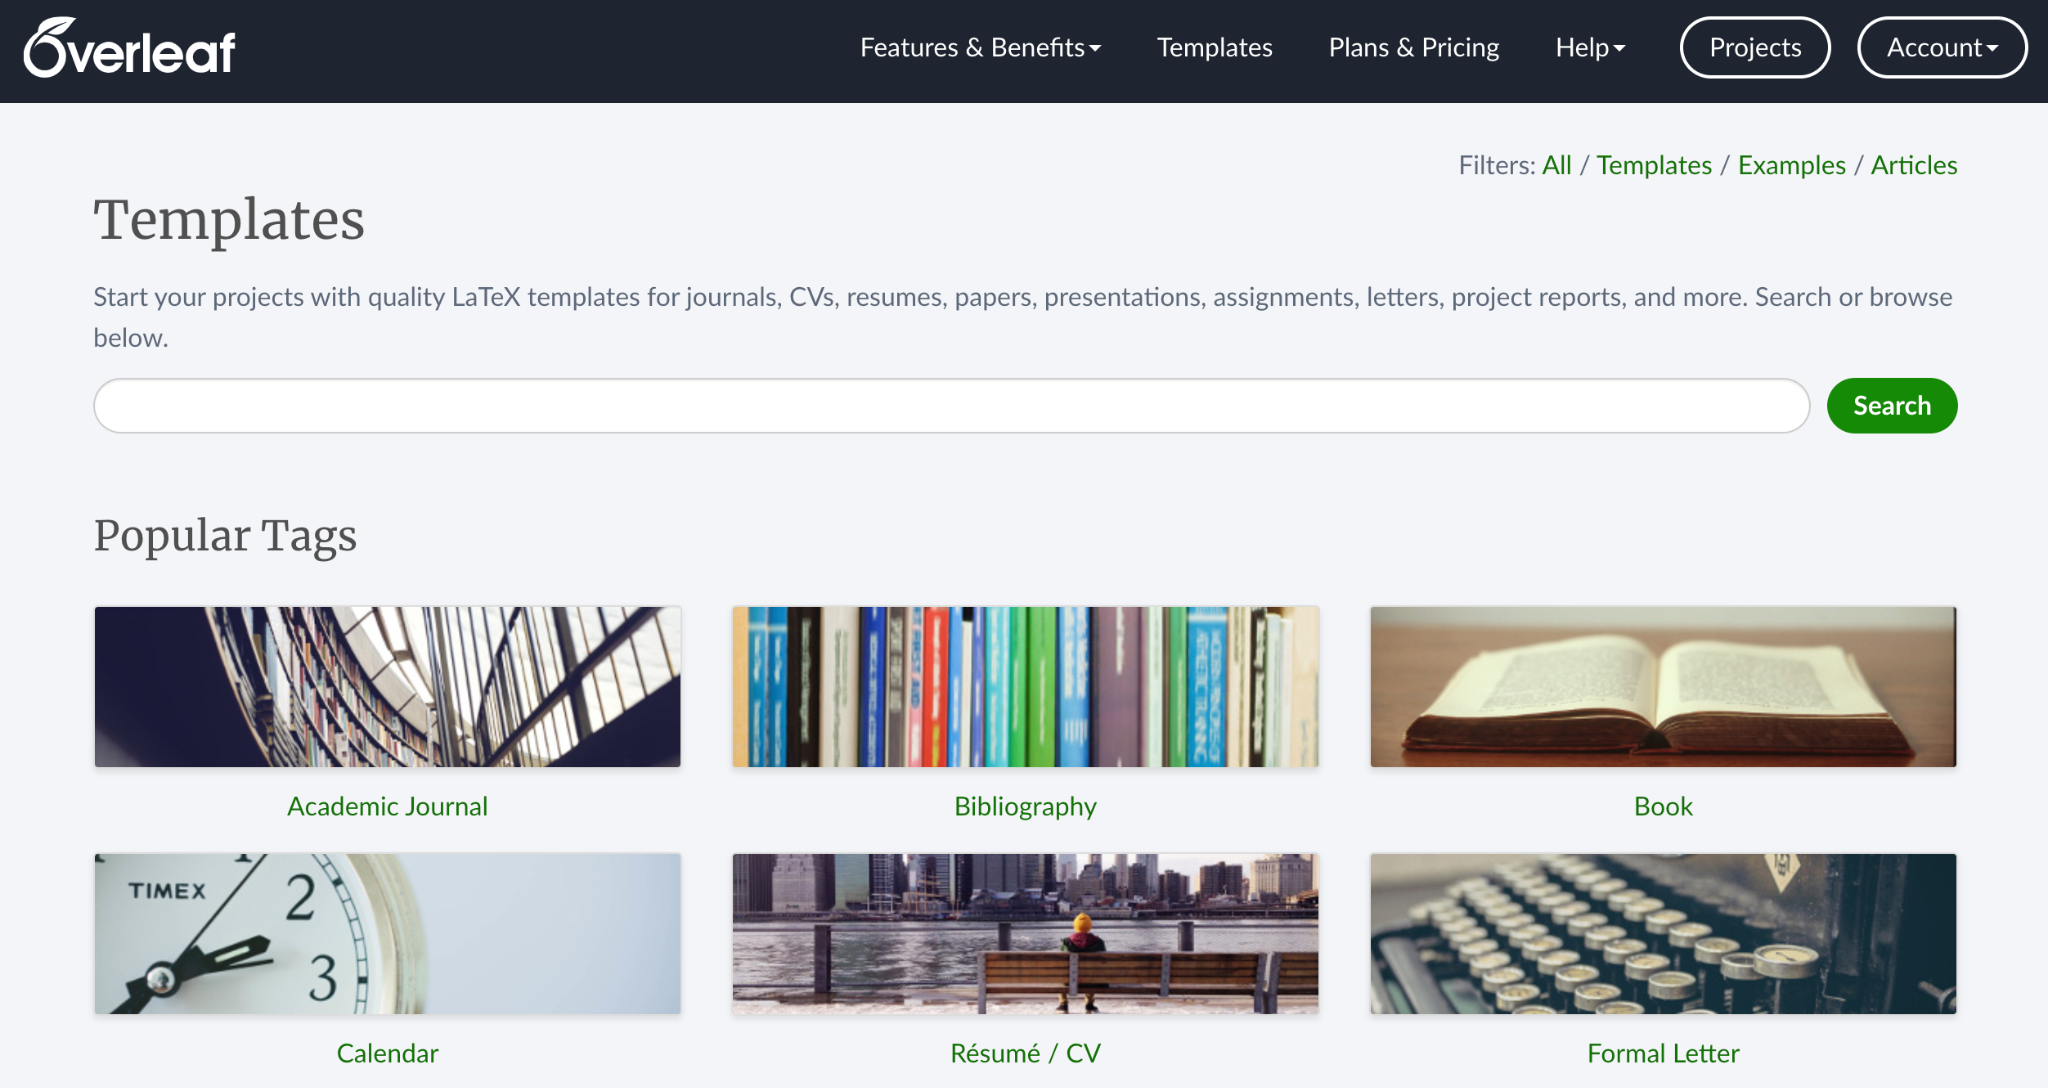 Overleaf
Features & Benefits
Templates
Plans & Pricing
Help
Projects
Account
Filters: All / Templates / Examples / Articles
Templates
Start your projects with quality LaTeX templates for journals, CVs, resumes, papers, presentations, assignments, letters, project reports, and more. Search or browse
below.
Search
Popular Tags
Academic Journal
Bibliography
Book
TIMEX
2
3
Calendar
Résumé / CV
Formal Letter